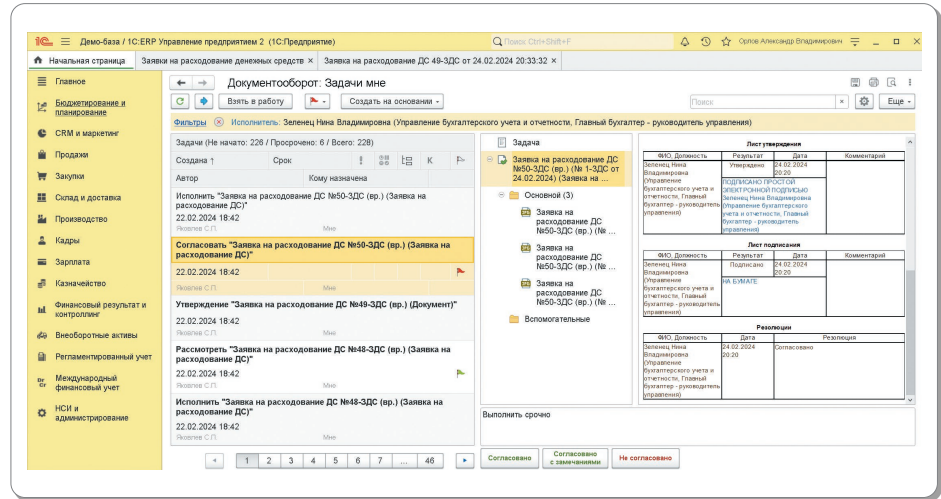 1С Демо-база / 1С:ERP Управление предприятием 2 (1С:Предприятие) Поиск Ctrl+Shift+F Орлов Александр Владимирович
Начальная страница Заявки на расходование денежных средств × Заявка на расходование ДС 49-ЗДС от 24.02.2024 20:33:32 ×
Главное
Бюджетирование и
планирование
CRM и маркетинг
Продажи
Закупки
Склад и доставка
Производство
Кадры
Зарплата
Казначейство
Финансовый результат и
контроллинг
Внеоборотные активы
Регламентированный учет
Международный
финансовый учет
НСИ и
администрирование
Документооборот: Задачи мне
Взять в работу Создать на основании Поиск × Еще
Фильтры Исполнитель: Зеленец Нина Владимировна (Управление бухгалтерского учета и отчетности, Главный бухгалтер - руководитель управления)
Задачи (Не начато: 226 / Просрочено: 6 / Всего: 228)
Создана ↑ Срок ! К
Автор Кому назначена
Исполнить "Заявка на расходование ДС №50-ЗДС (вр.) (Заявка на
расходование ДС)"
22.02.2024 18:42
Яковлев С.П. Мне
Согласовать "Заявка на расходование ДС №50-ЗДС (вр.) (Заявка на
расходование ДС)"
22.02.2024 18:42
Яковлев С.П. Мне
Утверждение "Заявка на расходование ДС №49-ЗДС (вр.) (Документ)"
22.02.2024 18:42
Яковлев С.П. Мне
Рассмотреть "Заявка на расходование ДС №48-ЗДС (вр.) (Заявка на
расходование ДС)"
22.02.2024 18:42
Яковлев С.П. Мне
Исполнить "Заявка на расходование ДС №48-ЗДС (вр.) (Заявка на
расходование ДС)"
22.02.2024 18:42
Яковлев С.П. Мне
1 2 3 4 5 6 7 ... 46
Задача
Заявка на расходование ДС
№50-ЗДС (вр.) (№ 1-ЗДС от
24.02.2024) (Заявка на ...
Основной (3)
Заявка на
расходование ДС
№50-ЗДС (вр.) (№ ...
Заявка на
расходование ДС
№50-ЗДС (вр.) (№ ...
Заявка на
расходование ДС
№50-ЗДС (вр.) (№ ...
Вспомогательные
Лист утверждения
ФИО, Должность Результат Дата Комментарий
Зеленец Нина Утверждено 24.02.2024
Владимировна 20:20
(Управление ПОДПИСАНО ПРОСТОЙ
бухгалтерского учета и ЭЛЕКТРОННОЙ ПОДПИСЬЮ
отчетности, Главный Зеленец Нина Владимировна
бухгалтер - руководитель (Управление бухгалтерского
управления) учета и отчетности, Главный
бухгалтер - руководитель
управления)
Лист подписания
ФИО, Должность Результат Дата Комментарий
Зеленец Нина Подписано 24.02.2024
Владимировна 20:20
(Управление НА БУМАГЕ
бухгалтерского учета и
отчетности, Главный
бухгалтер - руководитель
управления)
Резолюции
ФИО, Должность Дата Резолюция
Зеленец Нина 24.02.2024 Согласовано
Владимировна 20:20
(Управление
бухгалтерского учета и
отчетности, Главный
бухгалтер - руководитель
управления)
Выполнить срочно
Согласовано
Согласовано
с замечаниями
Не согласовано